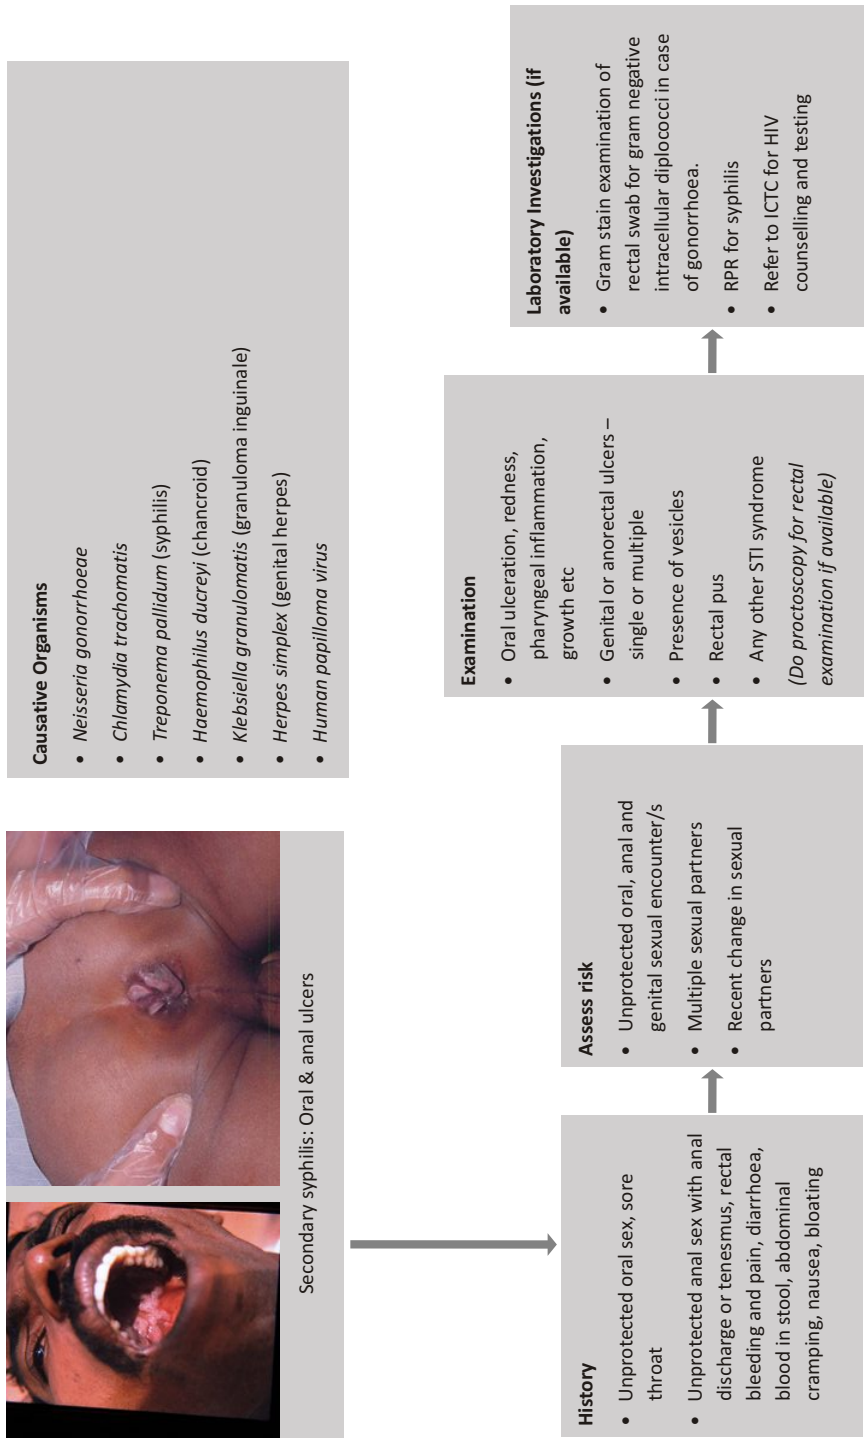 Secondary syphilis: Oral & anal ulcers
Causative Organisms
• Neisseria gonorrhoeae
• Chlamydia trachomatis
• Treponema pallidum (syphilis)
• Haemophilus ducreyi (chancroid)
• Klebsiella granulomatis (granuloma inguinale)
• Herpes simplex (genital herpes)
• Human papilloma virus
History
• Unprotected oral sex, sore
throat
• Unprotected anal sex with anal
discharge or tenesmus, rectal
bleeding and pain, diarrhoea,
blood in stool, abdominal
cramping, nausea, bloating
Assess risk
• Unprotected oral, anal and
genital sexual encounter/s
• Multiple sexual partners
• Recent change in sexual
partners
Examination
• Oral ulceration, redness,
pharyngeal inflammation,
growth etc
• Genital or anorectal ulcers –
single or multiple
• Presence of vesicles
• Rectal pus
• Any other STI syndrome
(Do proctoscopy for rectal
examination if available)
Laboratory Investigations (if
available)
• Gram stain examination of
rectal swab for gram negative
intracellular diplococci in case
of gonorrhoea.
• RPR for syphilis
• Refer to ICTC for HIV
counselling and testing